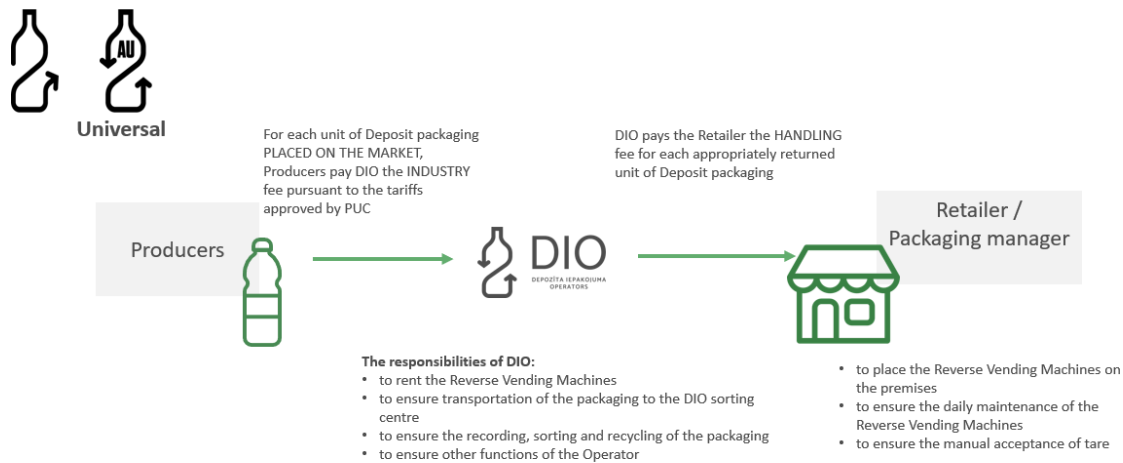 AU
Universal
For each unit of Deposit packaging
PLACED ON THE MARKET,
Producers pay DIO the INDUSTRY
fee pursuant to the tariffs
approved by PUC
DIO pays the Retailer the HANDLING
fee for each appropriately returned
unit of Deposit packaging
Producers
DIO
DEPOZĪTA IEPAKOJUMA
OPERATORS
Retailer /
Packaging manager
The responsibilities of DIO:
• to rent the Reverse Vending Machines
• to ensure transportation of the packaging to the DIO sorting
centre
• to ensure the recording, sorting and recycling of the packaging
• to ensure other functions of the Operator
• to place the Reverse Vending Machines on
the premises
• to ensure the daily maintenance of the
Reverse Vending Machines
• to ensure the manual acceptance of tare